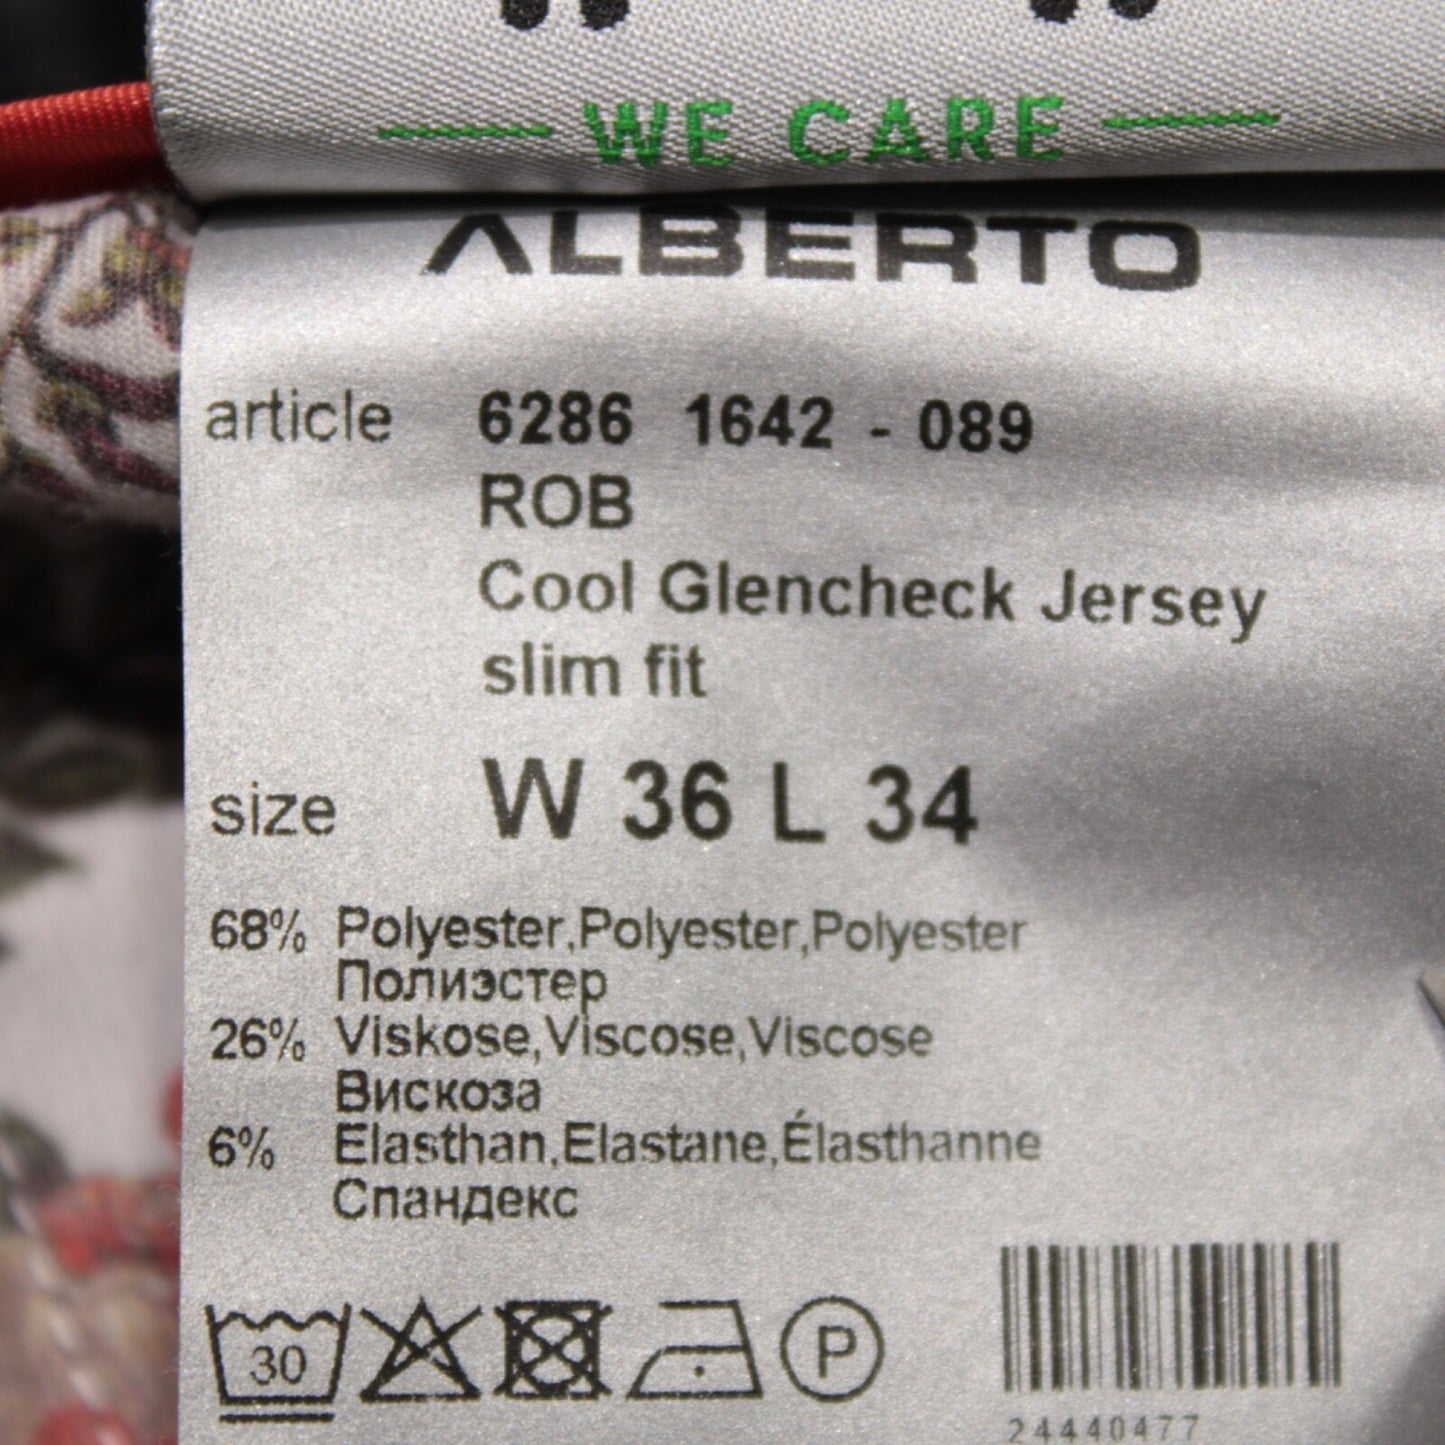 WE CARE
ALBERTO
article 6286 1642 - 089
ROB
Cool Glencheck Jersey
slim fit
size W 36 L 34
68% Polyester,Polyester,Polyester
Полиэстер
26% Viskose,Viscose,Viscose
Вискоза
6% Elasthan,Elastane,Élasthanne
Спандекс
30 P
24440477